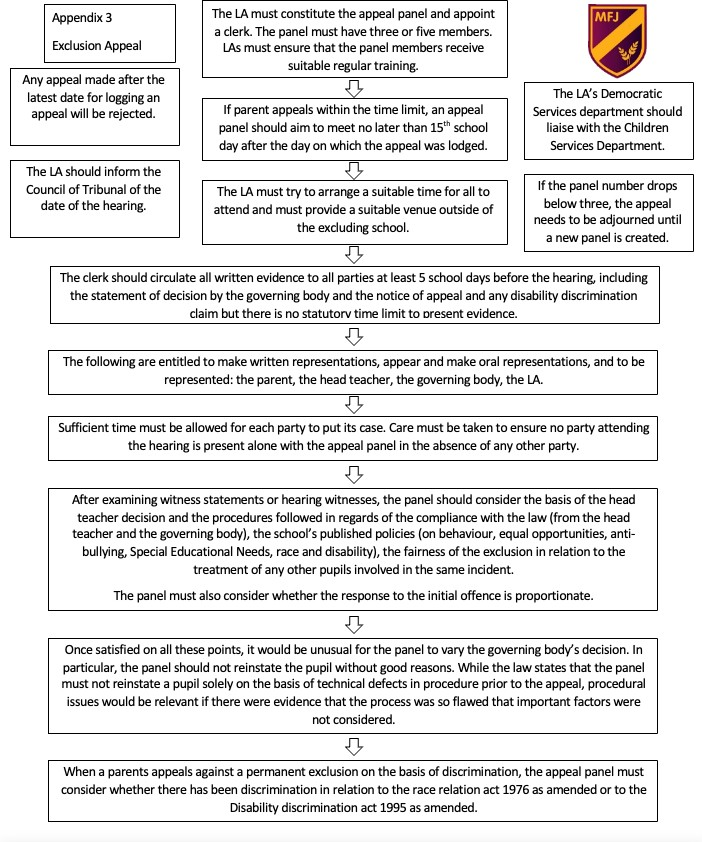 Appendix 3
Exclusion Appeal
The LA must constitute the appeal panel and appoint
a clerk. The panel must have three or five members.
LAs must ensure that the panel members receive
suitable regular training.
MFJ
Any appeal made after the
latest date for logging an
appeal will be rejected.
If parent appeals within the time limit, an appeal
panel should aim to meet no later than 15th school
day after the day on which the appeal was lodged.
The LA's Democratic
Services department should
liaise with the Children
Services Department.
The LA should inform the
Council of Tribunal of the
date of the hearing.
The LA must try to arrange a suitable time for all to
attend and must provide a suitable venue outside of
the excluding school.
If the panel number drops
below three, the appeal
needs to be adjourned until
a new panel is created.
The clerk should circulate all written evidence to all parties at least 5 school days before the hearing, including
the statement of decision by the governing body and the notice of appeal and any disability discrimination
claim but there is no statutory time limit to present evidence.
The following are entitled to make written representations, appear and make oral representations, and to be
represented: the parent, the head teacher, the governing body, the LA.
Sufficient time must be allowed for each party to put its case. Care must be taken to ensure no party attending
the hearing is present alone with the appeal panel in the absence of any other party.
After examining witness statements or hearing witnesses, the panel should consider the basis of the head
teacher decision and the procedures followed in regards of the compliance with the law (from the head
teacher and the governing body), the school's published policies (on behaviour, equal opportunities, anti-
bullying, Special Educational Needs, race and disability), the fairness of the exclusion in relation to the
treatment of any other pupils involved in the same incident.
The panel must also consider whether the response to the initial offence is proportionate.
Once satisfied on all these points, it would be unusual for the panel to vary the governing body's decision. In
particular, the panel should not reinstate the pupil without good reasons. While the law states that the panel
must not reinstate a pupil solely on the basis of technical defects in procedure prior to the appeal, procedural
issues would be relevant if there were evidence that the process was so flawed that important factors were
not considered.
When a parents appeals against a permanent exclusion on the basis of discrimination, the appeal panel must
consider whether there has been discrimination in relation to the race relation act 1976 as amended or to the
Disability discrimination act 1995 as amended.